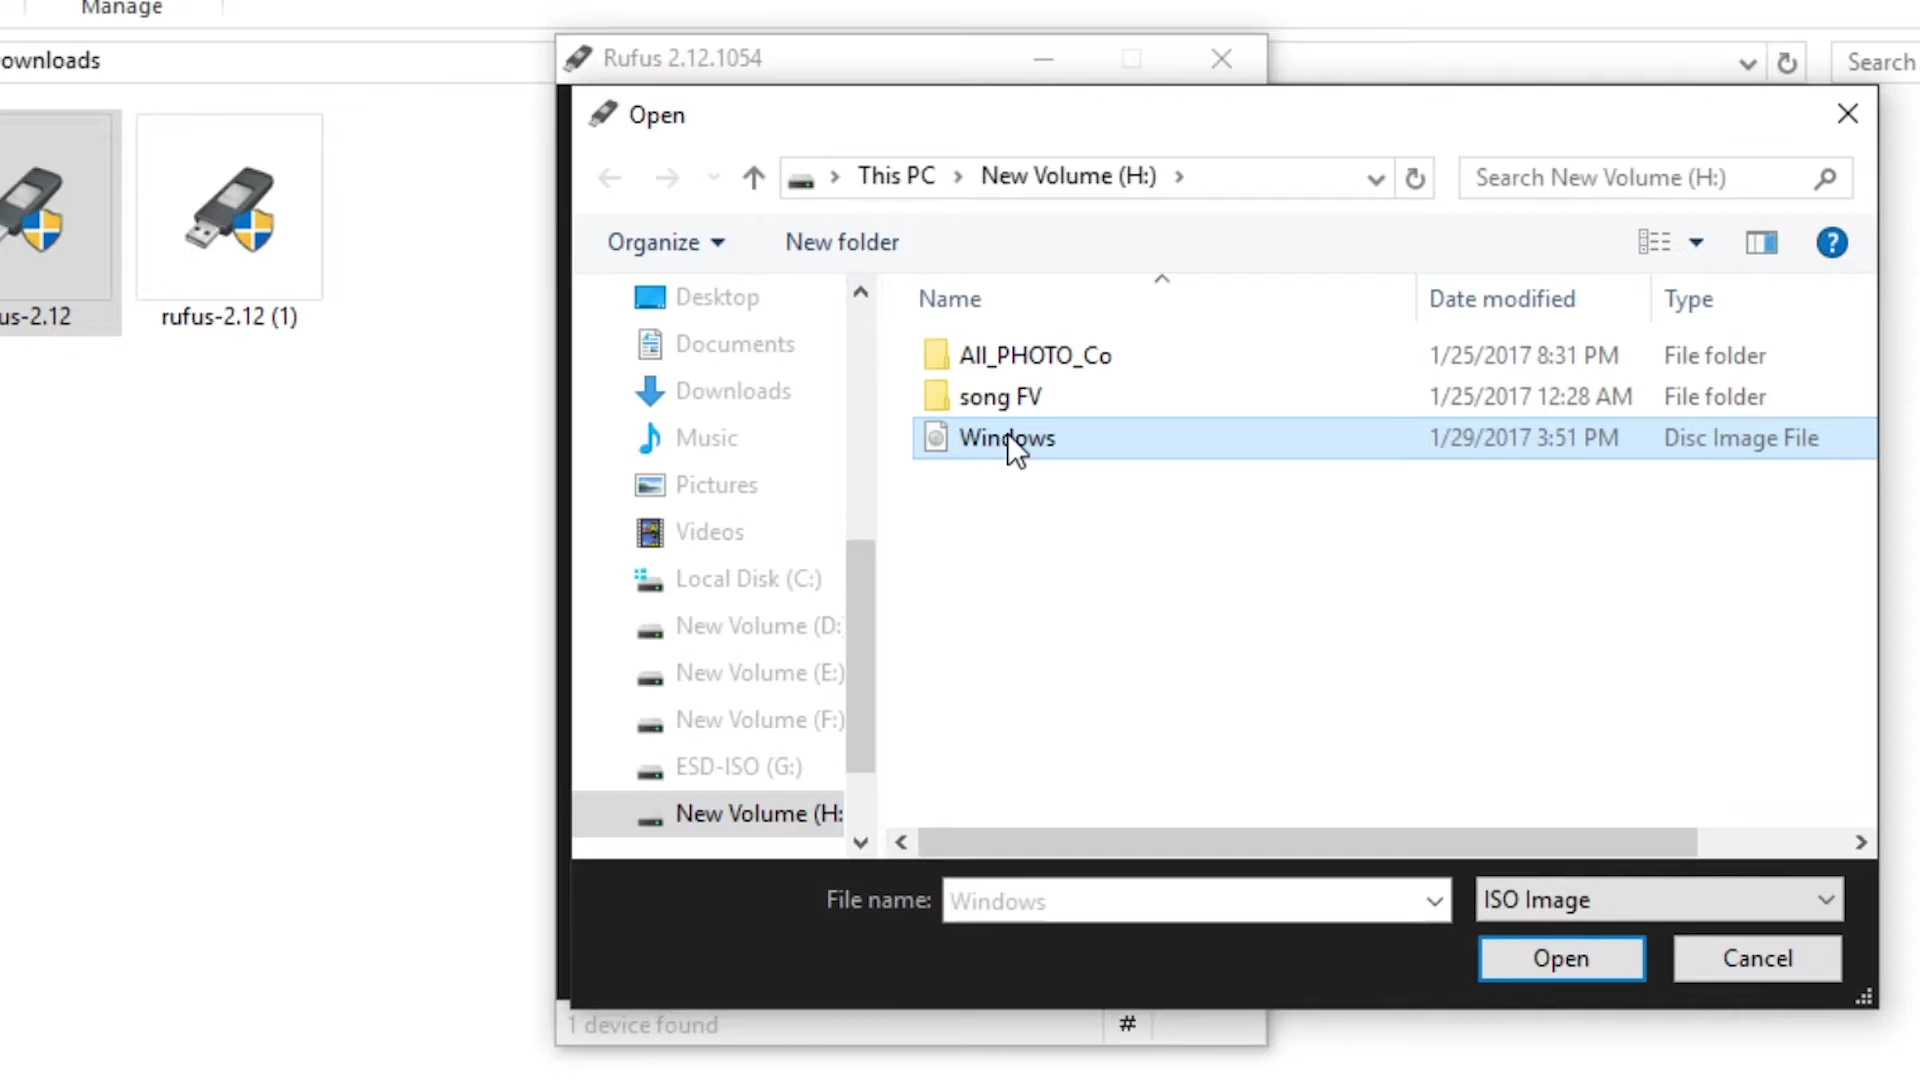 Manage
ownloads
Rufus 2.12.1054
Search
Open
This PC
New Volume (H:)
Search New Volume (H:)
Organize
New folder
?
us-2.12
rufus-2.12 (1)
Desktop
Documents
Downloads
Music
Pictures
Videos
Local Disk (C:)
New Volume (D:
New Volume (E:)
New Volume (F:)
ESD-ISO (G:)
New Volume (H:
Name Date modified Type
All_PHOTO_Co 1/25/2017 8:31 PM File folder
song FV 1/25/2017 12:28 AM File folder
Windows 1/29/2017 3:51 PM Disc Image File
File name: Windows ISO Image
Open Cancel
1 device found #